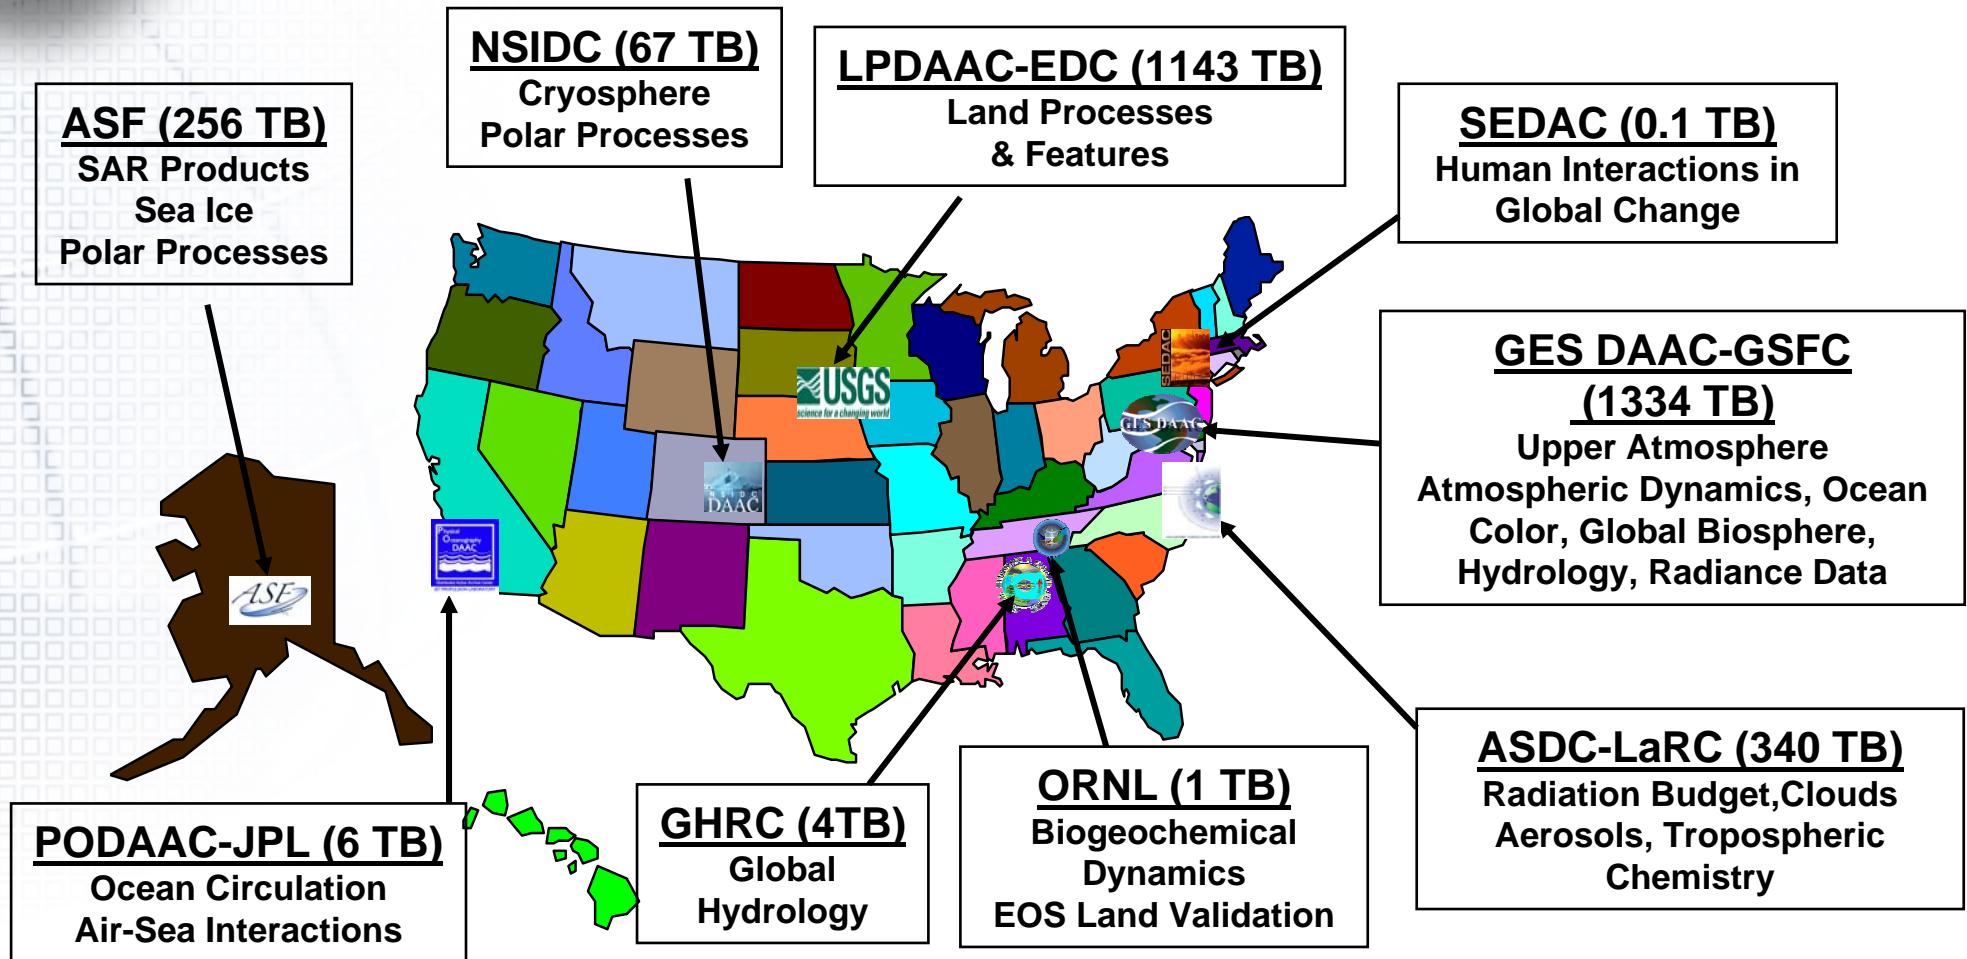 NSIDC (67 TB)
Cryosphere
Polar Processes
LPDAAC-EDC (1143 TB)
Land Processes
& Features
ASF (256 TB)
SAR Products
Sea Ice
Polar Processes
SEDAC (0.1 TB)
Human Interactions in
Global Change
GES DAAC-GSFC
(1334 TB)
Upper Atmosphere
Atmospheric Dynamics, Ocean
Color, Global Biosphere,
Hydrology, Radiance Data
SEDAC
USGS
science for a changing world
GES DAAC
NSIDC
DAAC
Physical
Oceanography
DAAC
ASF
PODAAC-JPL (6 TB)
Ocean Circulation
Air-Sea Interactions
GHRC (4TB)
Global
Hydrology
ORNL (1 TB)
Biogeochemical
Dynamics
EOS Land Validation
ASDC-LaRC (340 TB)
Radiation Budget,Clouds
Aerosols, Tropospheric
Chemistry